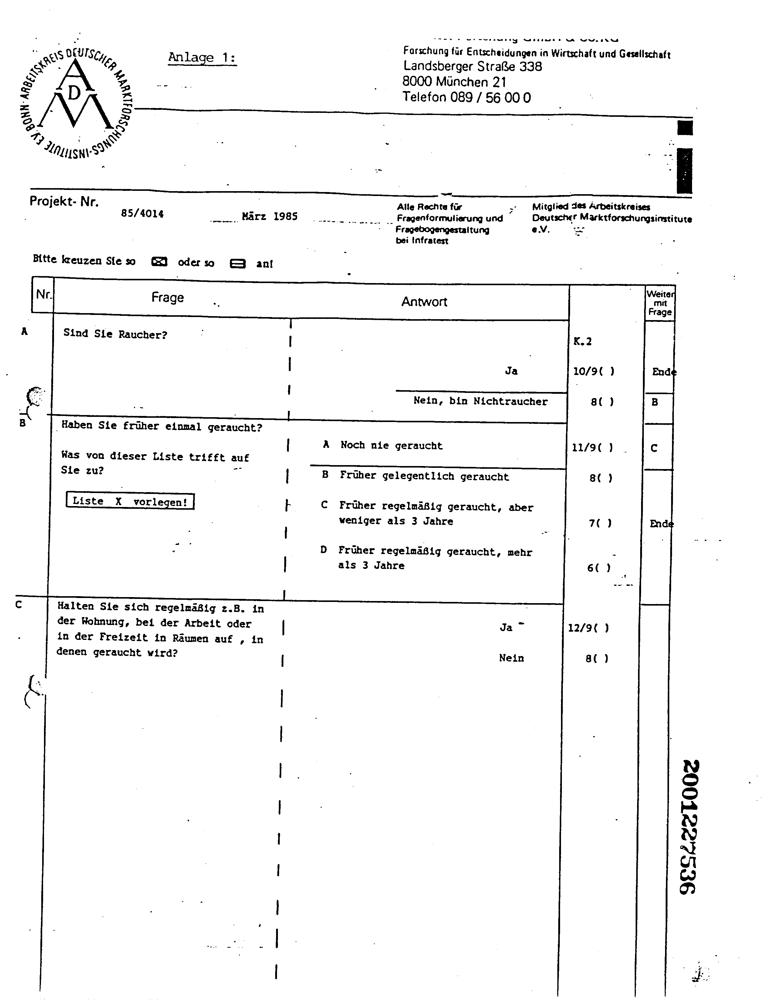 Anlage 1:
Forschung für Entscheidungen in Wirtschaft und Gesellschaft
Landsberger Straße 338
8000 München 21
Telefon 089 / 56 00 0
ARBEITSKREIS DEUTSCHER MARKTFORSCHUNGS-INSTITUTE E.V. BONN
ADM
Projekt- Nr.
85/4014
März 1985
Alle Rechte für
Fragenformulierung und
Fragebogengestaltung
bei Infratest
Mitglied des Arbeitskreises
Deutscher Marktforschungsinstitute
e.V.
Bitte kreuzen Sie so ☒ oder so ⊟ an!
Nr. Frage Antwort Weiter
mit
Frage
A Sind Sie Raucher? K.2
Ja 10/9( ) Ende
Nein, bin Nichtraucher 8( ) B
B Haben Sie früher einmal geraucht?
Was von dieser Liste trifft auf
Sie zu?
Liste X vorlegen!
A Noch nie geraucht 11/9( ) C
B Früher gelegentlich geraucht 8( )
C Früher regelmäßig geraucht, aber
weniger als 3 Jahre 7( ) Ende
D Früher regelmäßig geraucht, mehr
als 3 Jahre 6( )
C Halten Sie sich regelmäßig z.B. in
der Wohnung, bei der Arbeit oder
in der Freizeit in Räumen auf , in
denen geraucht wird?
Ja 12/9( )
Nein 8( )
2001227536